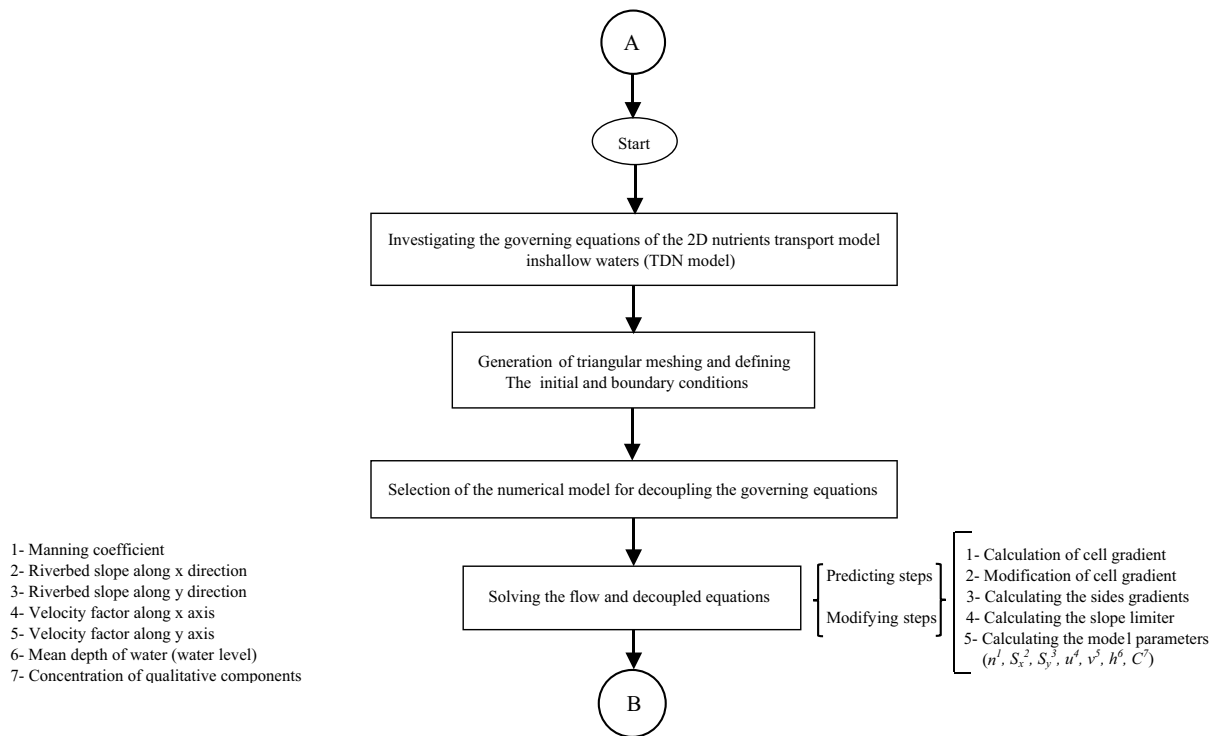 A
Start
Investigating the governing equations of the 2D nutrients transport model
inshallow waters (TDN model)
Generation of triangular meshing and defining
The initial and boundary conditions
Selection of the numerical model for decoupling the governing equations
1- Manning coefficient
2- Riverbed slope along x direction
3- Riverbed slope along y direction
4- Velocity factor along x axis
5- Velocity factor along y axis
6- Mean depth of water (water level)
7- Concentration of qualitative components
Solving the flow and decoupled equations
Predicting steps
Modifying steps
1- Calculation of cell gradient
2- Modification of cell gradient
3- Calculating the sides gradients
4- Calculating the slope limiter
5- Calculating the model parameters
(n¹, Sₓ², Sᵧ³, u⁴, v⁵, h⁶, C⁷)
B